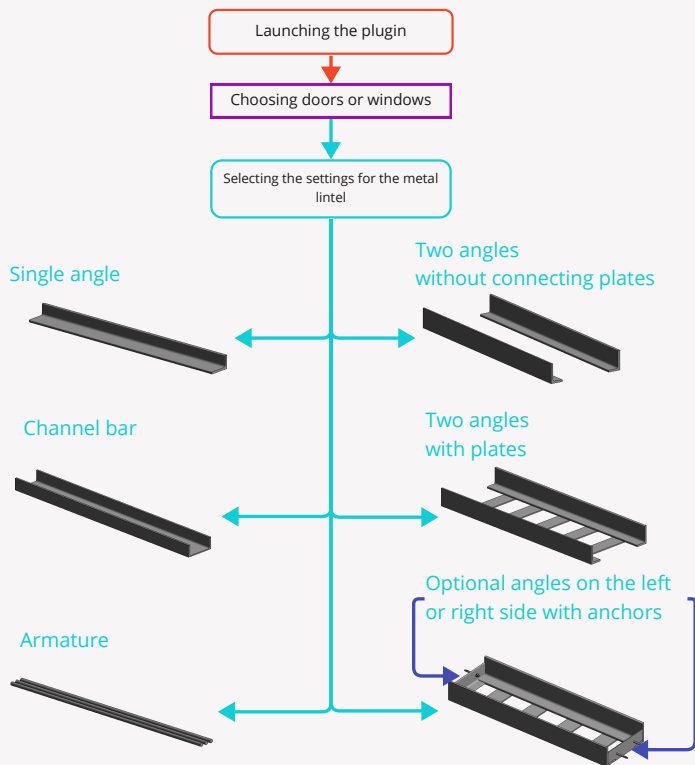 Launching the plugin
Choosing doors or windows
Selecting the settings for the metal
lintel
Single angle
Two angles
without connecting plates
Channel bar
Two angles
with plates
Armature
Optional angles on the left
or right side with anchors